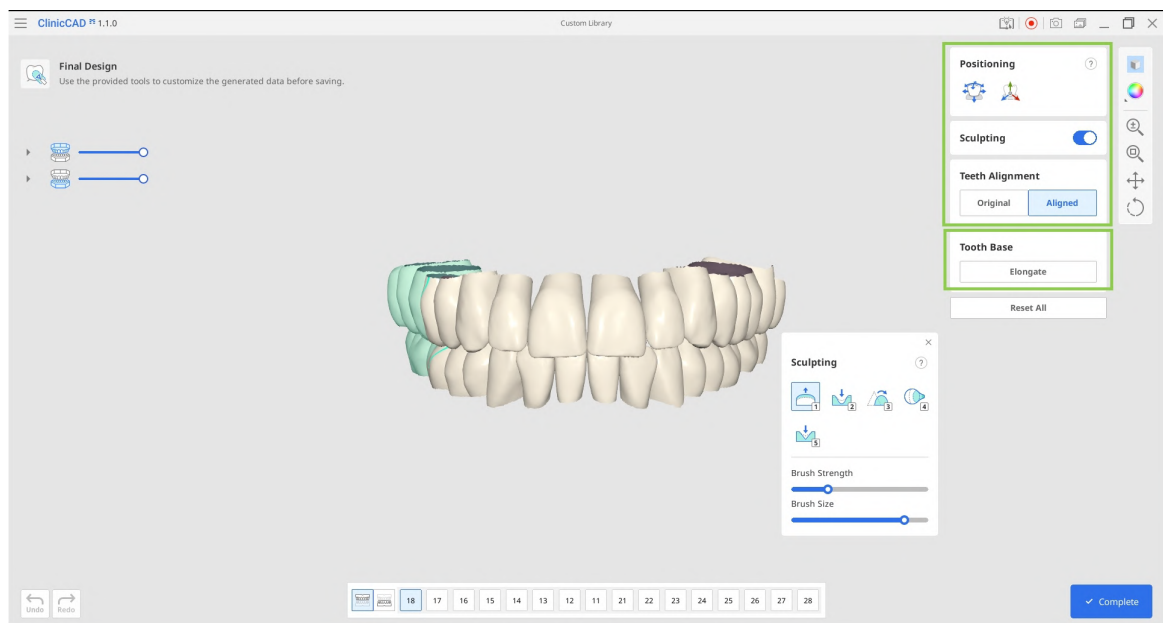 ClinicCAD 1.1.0
Custom Library
Final Design
Use the provided tools to customize the generated data before saving.
Positioning
?
Sculpting
Teeth Alignment
Original Aligned
Tooth Base
Elongate
Reset All
Sculpting
?
1 2 3 4
5
Brush Strength
Brush Size
Undo Redo
18 17 16 15 14 13 12 11 21 22 23 24 25 26 27 28
Complete